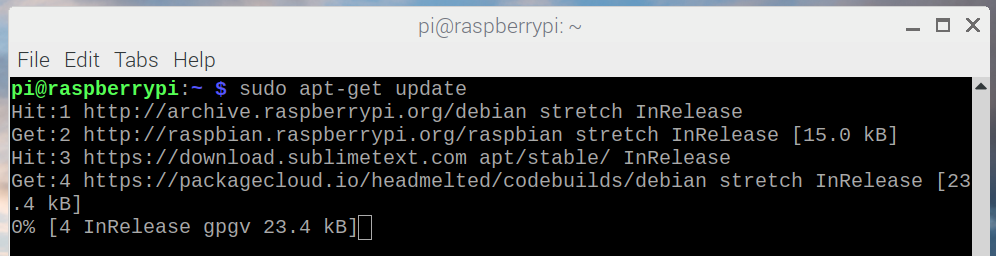 pi@raspberrypi: ~
File Edit Tabs Help
pi@raspberrypi:~ $ sudo apt-get update
Hit:1 http://archive.raspberrypi.org/debian stretch InRelease
Get:2 http://raspbian.raspberrypi.org/raspbian stretch InRelease [15.0 kB]
Hit:3 https://download.sublimetext.com apt/stable/ InRelease
Get:4 https://packagecloud.io/headmelted/codebuilds/debian stretch InRelease [23
.4 kB]
0% [4 InRelease gpgv 23.4 kB]